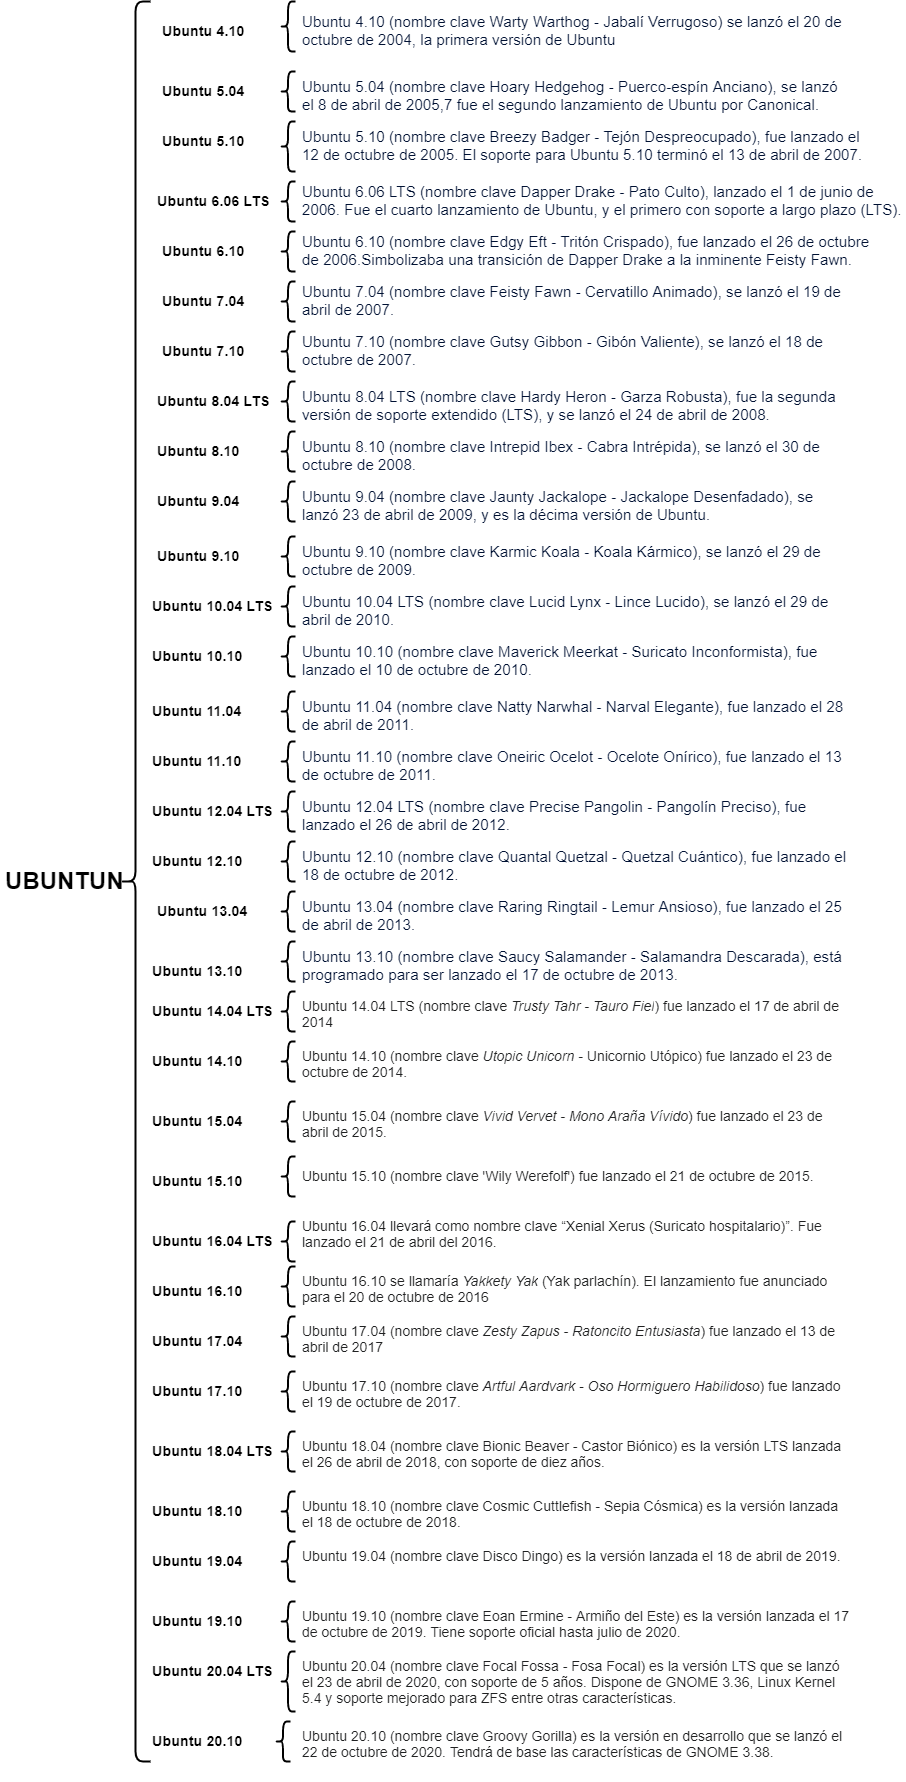 Ubuntu 4.10
Ubuntu 4.10 (nombre clave Warty Warthog - Jabalí Verrugoso) se lanzó el 20 de
octubre de 2004, la primera versión de Ubuntu
Ubuntu 5.04
Ubuntu 5.04 (nombre clave Hoary Hedgehog - Puerco-espín Anciano), se lanzó
el 8 de abril de 2005,7 fue el segundo lanzamiento de Ubuntu por Canonical.
Ubuntu 5.10
Ubuntu 5.10 (nombre clave Breezy Badger - Tejón Despreocupado), fue lanzado el
12 de octubre de 2005. El soporte para Ubuntu 5.10 terminó el 13 de abril de 2007.
Ubuntu 6.06 LTS
Ubuntu 6.06 LTS (nombre clave Dapper Drake - Pato Culto), lanzado el 1 de junio de
2006. Fue el cuarto lanzamiento de Ubuntu, y el primero con soporte a largo plazo (LTS).
Ubuntu 6.10
Ubuntu 6.10 (nombre clave Edgy Eft - Tritón Crispado), fue lanzado el 26 de octubre
de 2006.Simbolizaba una transición de Dapper Drake a la inminente Feisty Fawn.
Ubuntu 7.04
Ubuntu 7.04 (nombre clave Feisty Fawn - Cervatillo Animado), se lanzó el 19 de
abril de 2007.
Ubuntu 7.10
Ubuntu 7.10 (nombre clave Gutsy Gibbon - Gibón Valiente), se lanzó el 18 de
octubre de 2007.
Ubuntu 8.04 LTS
Ubuntu 8.04 LTS (nombre clave Hardy Heron - Garza Robusta), fue la segunda
versión de soporte extendido (LTS), y se lanzó el 24 de abril de 2008.
Ubuntu 8.10
Ubuntu 8.10 (nombre clave Intrepid Ibex - Cabra Intrépida), se lanzó el 30 de
octubre de 2008.
Ubuntu 9.04
Ubuntu 9.04 (nombre clave Jaunty Jackalope - Jackalope Desenfadado), se
lanzó 23 de abril de 2009, y es la décima versión de Ubuntu.
Ubuntu 9.10
Ubuntu 9.10 (nombre clave Karmic Koala - Koala Kármico), se lanzó el 29 de
octubre de 2009.
Ubuntu 10.04 LTS
Ubuntu 10.04 LTS (nombre clave Lucid Lynx - Lince Lucido), se lanzó el 29 de
abril de 2010.
Ubuntu 10.10
Ubuntu 10.10 (nombre clave Maverick Meerkat - Suricato Inconformista), fue
lanzado el 10 de octubre de 2010.
Ubuntu 11.04
Ubuntu 11.04 (nombre clave Natty Narwhal - Narval Elegante), fue lanzado el 28
de abril de 2011.
Ubuntu 11.10
Ubuntu 11.10 (nombre clave Oneiric Ocelot - Ocelote Onírico), fue lanzado el 13
de octubre de 2011.
Ubuntu 12.04 LTS
Ubuntu 12.04 LTS (nombre clave Precise Pangolin - Pangolín Preciso), fue
lanzado el 26 de abril de 2012.
UBUNTUN
Ubuntu 12.10
Ubuntu 12.10 (nombre clave Quantal Quetzal - Quetzal Cuántico), fue lanzado el
18 de octubre de 2012.
Ubuntu 13.04
Ubuntu 13.04 (nombre clave Raring Ringtail - Lemur Ansioso), fue lanzado el 25
de abril de 2013.
Ubuntu 13.10
Ubuntu 13.10 (nombre clave Saucy Salamander - Salamandra Descarada), está
programado para ser lanzado el 17 de octubre de 2013.
Ubuntu 14.04 LTS
Ubuntu 14.04 LTS (nombre clave Trusty Tahr - Tauro Fiel) fue lanzado el 17 de abril de
2014
Ubuntu 14.10
Ubuntu 14.10 (nombre clave Utopic Unicorn - Unicornio Utópico) fue lanzado el 23 de
octubre de 2014.
Ubuntu 15.04
Ubuntu 15.04 (nombre clave Vivid Vervet - Mono Araña Vívido) fue lanzado el 23 de
abril de 2015.
Ubuntu 15.10
Ubuntu 15.10 (nombre clave 'Wily Werefolf') fue lanzado el 21 de octubre de 2015.
Ubuntu 16.04 LTS
Ubuntu 16.04 llevará como nombre clave “Xenial Xerus (Suricato hospitalario)”. Fue
lanzado el 21 de abril del 2016.
Ubuntu 16.10
Ubuntu 16.10 se llamaría Yakkety Yak (Yak parlachín). El lanzamiento fue anunciado
para el 20 de octubre de 2016
Ubuntu 17.04
Ubuntu 17.04 (nombre clave Zesty Zapus - Ratoncito Entusiasta) fue lanzado el 13 de
abril de 2017
Ubuntu 17.10
Ubuntu 17.10 (nombre clave Artful Aardvark - Oso Hormiguero Habilidoso) fue lanzado
el 19 de octubre de 2017.
Ubuntu 18.04 LTS
Ubuntu 18.04 (nombre clave Bionic Beaver - Castor Biónico) es la versión LTS lanzada
el 26 de abril de 2018, con soporte de diez años.
Ubuntu 18.10
Ubuntu 18.10 (nombre clave Cosmic Cuttlefish - Sepia Cósmica) es la versión lanzada
el 18 de octubre de 2018.
Ubuntu 19.04
Ubuntu 19.04 (nombre clave Disco Dingo) es la versión lanzada el 18 de abril de 2019.
Ubuntu 19.10
Ubuntu 19.10 (nombre clave Eoan Ermine - Armiño del Este) es la versión lanzada el 17
de octubre de 2019. Tiene soporte oficial hasta julio de 2020.
Ubuntu 20.04 LTS
Ubuntu 20.04 (nombre clave Focal Fossa - Fosa Focal) es la versión LTS que se lanzó
el 23 de abril de 2020, con soporte de 5 años. Dispone de GNOME 3.36, Linux Kernel
5.4 y soporte mejorado para ZFS entre otras características.
Ubuntu 20.10
Ubuntu 20.10 (nombre clave Groovy Gorilla) es la versión en desarrollo que se lanzó el
22 de octubre de 2020. Tendrá de base las características de GNOME 3.38.